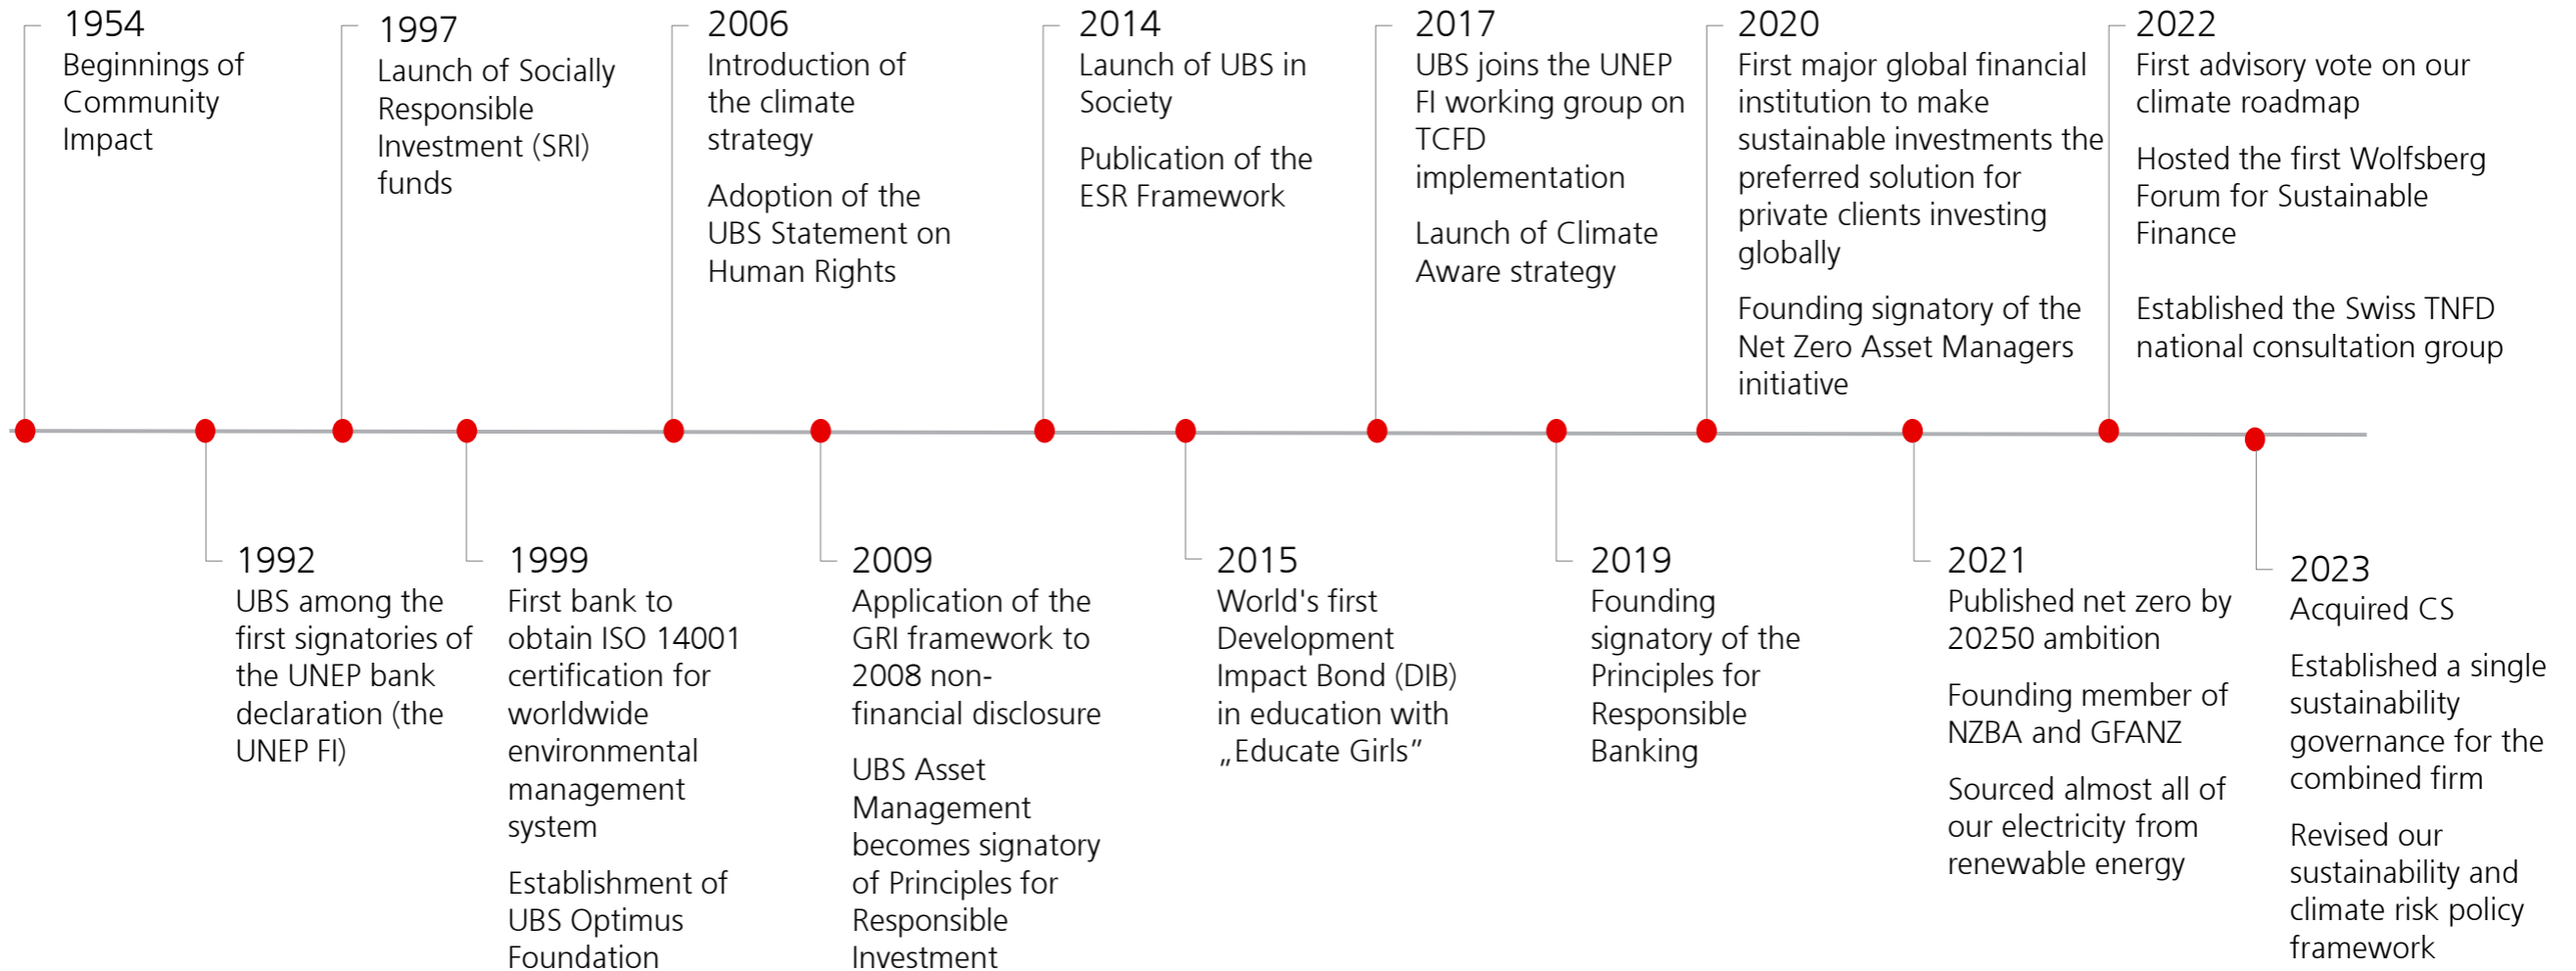 1954
Beginnings of
Community
Impact
1997
Launch of Socially
Responsible
Investment (SRI)
funds
2006
Introduction of
the climate
strategy
Adoption of the
UBS Statement on
Human Rights
2014
Launch of UBS in
Society
Publication of the
ESR Framework
2017
UBS joins the UNEP
FI working group on
TCFD
implementation
Launch of Climate
Aware strategy
2020
First major global financial
institution to make
sustainable investments the
preferred solution for
private clients investing
globally
Founding signatory of the
Net Zero Asset Managers
initiative
2022
First advisory vote on our
climate roadmap
Hosted the first Wolfsberg
Forum for Sustainable
Finance
Established the Swiss TNFD
national consultation group
1992
UBS among the
first signatories of
the UNEP bank
declaration (the
UNEP FI)
1999
First bank to
obtain ISO 14001
certification for
worldwide
environmental
management
system
Establishment of
UBS Optimus
Foundation
2009
Application of the
GRI framework to
2008 non-
financial disclosure
UBS Asset
Management
becomes signatory
of Principles for
Responsible
Investment
2015
World's first
Development
Impact Bond (DIB)
in education with
„Educate Girls”
2019
Founding
signatory of the
Principles for
Responsible
Banking
2021
Published net zero by
20250 ambition
Founding member of
NZBA and GFANZ
Sourced almost all of
our electricity from
renewable energy
2023
Acquired CS
Established a single
sustainability
governance for the
combined firm
Revised our
sustainability and
climate risk policy
framework